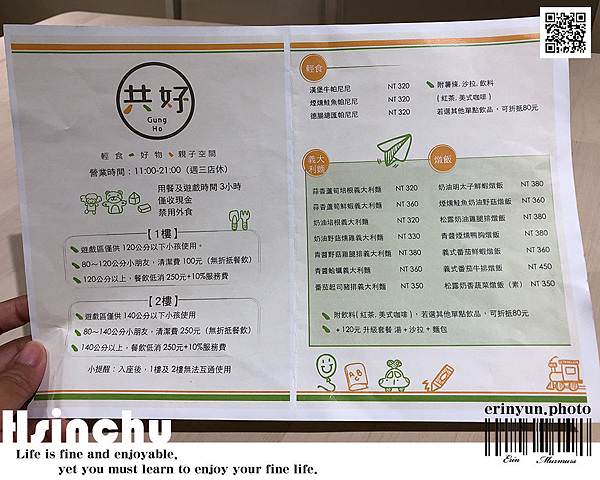 共好
Gung
Ho
輕食 好物 親子空間
營業時間：11:00-21:00 (週三店休)
用餐及遊戲時間 3小時
僅收現金
禁用外食
【1樓】
遊戲區僅供 120公分以下小孩使用。
80~120公分小朋友，清潔費 100元 (無折抵餐飲)
120公分以上，餐飲低消 250元+10%服務費
【2樓】
遊戲區僅供 140公分以下小孩使用
80~140公分小朋友，清潔費 250元 (無折抵餐飲)
140公分以上，餐飲低消 250元+10%服務費
小提醒：入座後，1樓及 2樓無法互通使用
輕食
漢堡牛帕尼尼 NT 320
煙燻鮭魚帕尼尼 NT 320
德腸總匯帕尼尼 NT 320
附薯條. 沙拉. 飲料
( 紅茶. 美式咖啡 )
若選其他單點飲品，可折抵80元
義大利麵
蒜香蘆筍培根義大利麵 NT 320
蒜香蘆筍鮮蝦義大利麵 NT 360
奶油培根義大利麵 NT 320
奶油野菇燻雞義大利麵 NT 330
青醬野菇雞腿排義大利麵 NT 380
青醬蛤蠣義大利麵 NT 360
番茄起司豬排義大利麵 NT 350
燉飯
奶油明太子鮮蝦燉飯 NT 380
煙燻鮭魚奶油野菇燉飯 NT 360
松露奶油雞腿排燉飯 NT 380
青醬煙燻鴨胸燉飯 NT 380
義式番茄鮮蝦燉飯 NT 360
義式番茄牛排燉飯 NT 450
松露奶香蔬菜燉飯 (素) NT 350
附飲料( 紅茶. 美式咖啡 )，若選其他單點飲品，可折抵80元
+ 120元 升級套餐 湯 + 沙拉 + 麵包
A B C
Hsinchu
Life is fine and enjoyable,
yet you must learn to enjoy your fine life.
erinyun.photo
Erin Murmurs